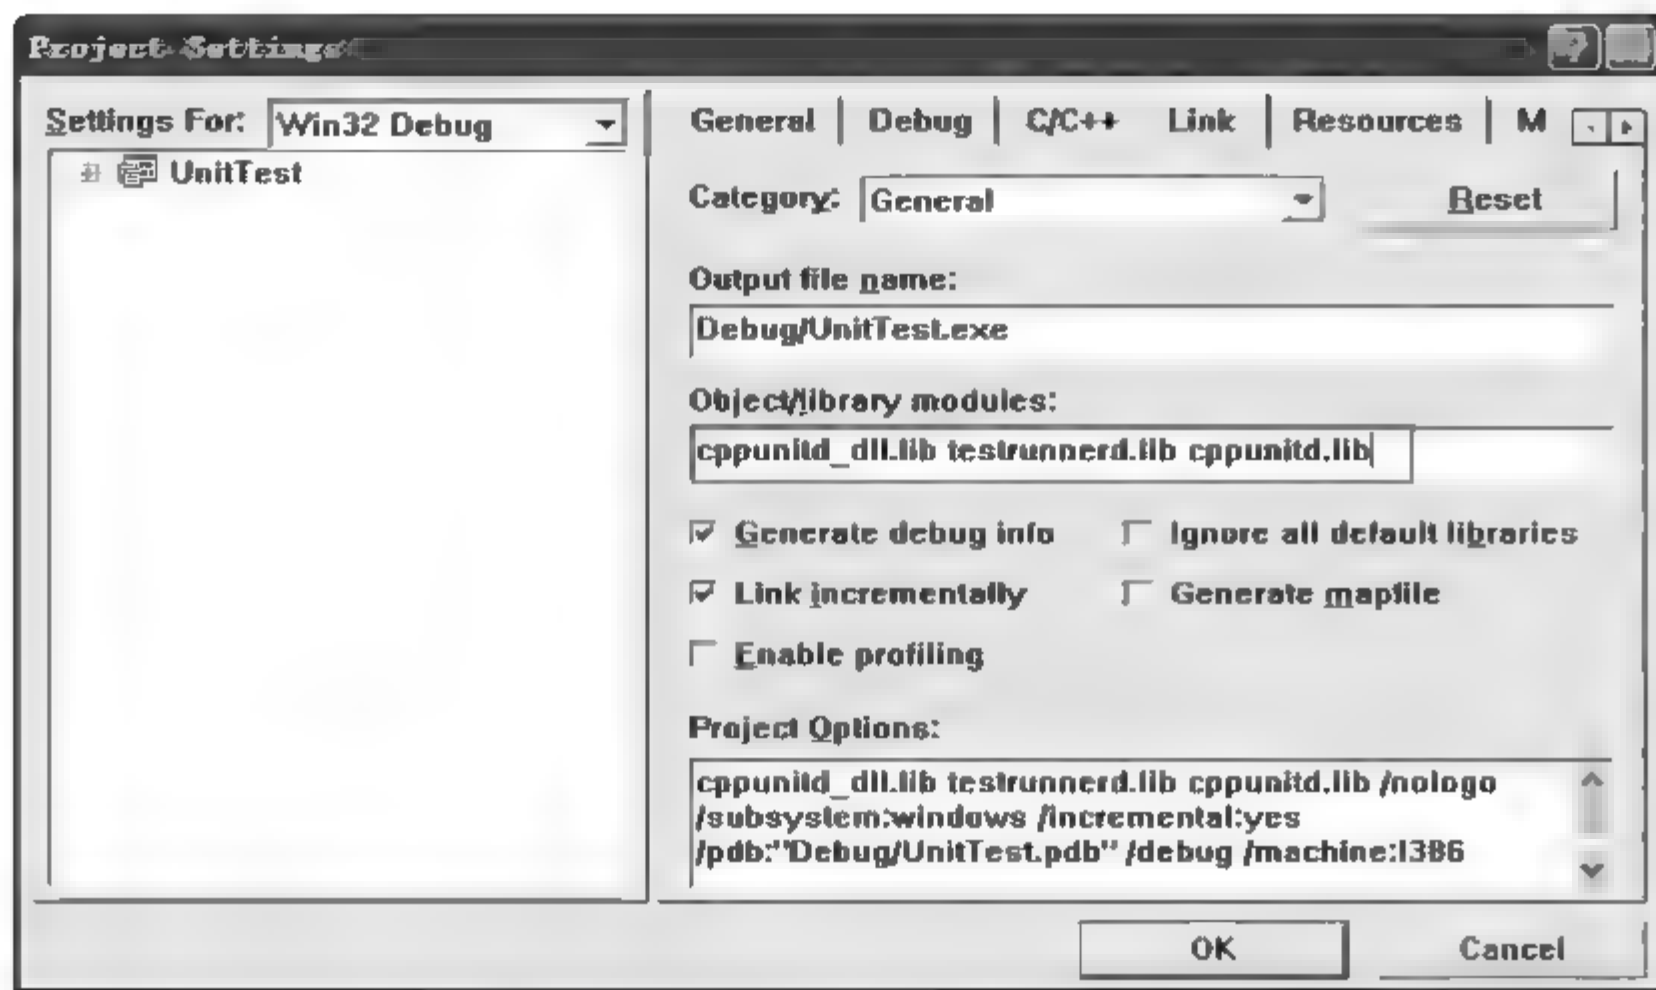 Project Settings
Settings For: Win32 Debug
UnitTest
General Debug C/C++ Link Resources M
Category: General Reset
Output file name:
Debug/UnitTest.exe
Object/library modules:
cppunitd_dll.lib testrunnerd.lib cppunitd.lib
Generate debug info Ignore all default libraries
Link incrementally Generate mapfile
Enable profiling
Project Options:
cppunitd_dll.lib testrunnerd.lib cppunitd.lib /nologo
/subsystem:windows /incremental:yes
/pdb:"Debug/UnitTest.pdb" /debug /machine:I386
OK Cancel